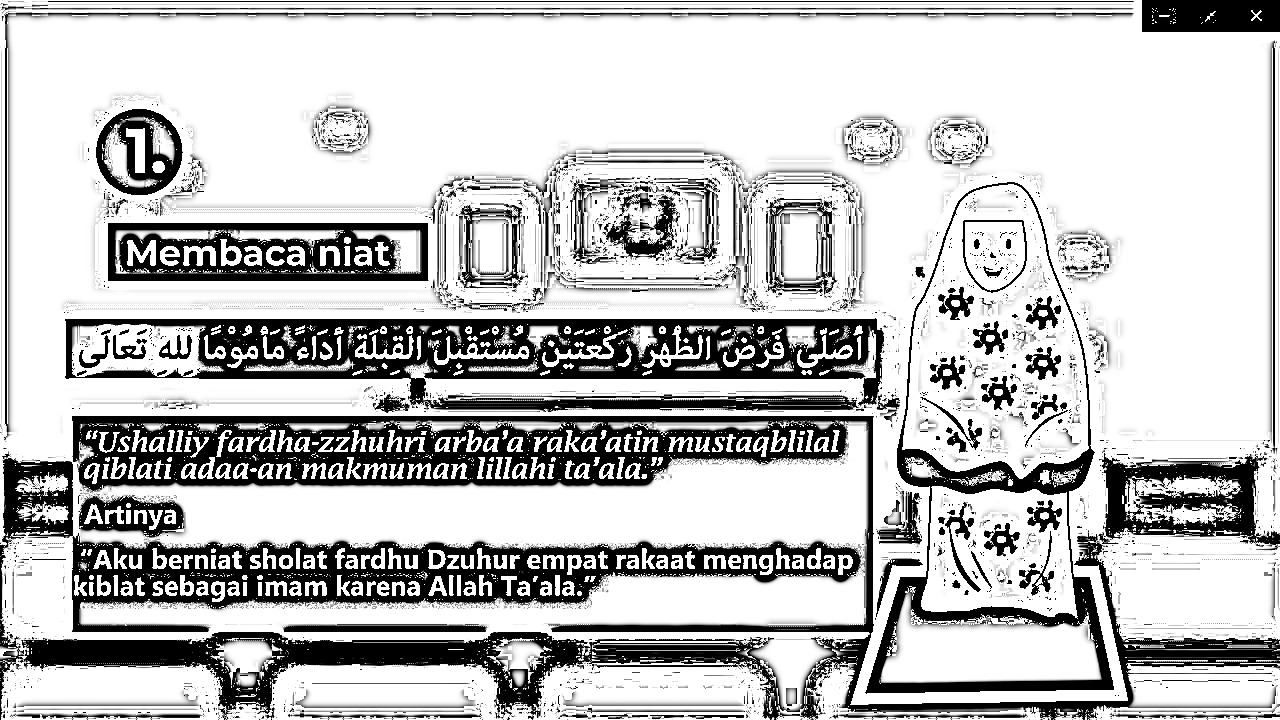 1.
Membaca niat
أُصَلِّي فَرْضَ الظُّهْرِ رَكْعَتَيْنِ مُسْتَقْبِلَ الْقِبْلَةِ أَدَاءً مَأْمُوْمًا لِلهِ تَعَالَى
“Ushalliy fardha-zzhuhri arba’a raka’atin mustaqblilal
qiblati adaa-an makmuman lillahi ta’ala.”
Artinya
“Aku berniat sholat fardhu Dzuhur empat rakaat menghadap
kiblat sebagai imam karena Allah Ta’ala.”